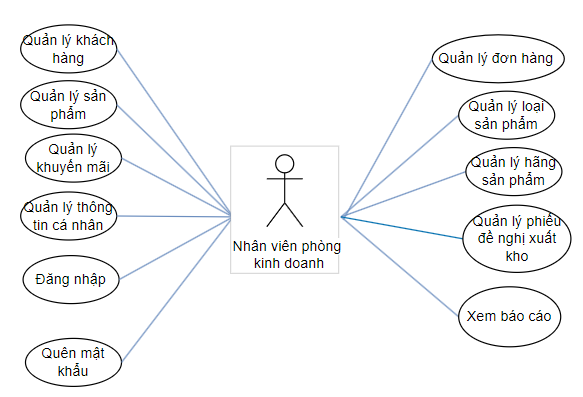 Quản lý khách
hàng
Quản lý sản
phẩm
Quản lý
khuyến mãi
Quản lý thông
tin cá nhân
Đăng nhập
Quên mật
khẩu
Nhân viên phòng
kinh doanh
Quản lý đơn hàng
Quản lý loại
sản phẩm
Quản lý hãng
sản phẩm
Quản lý phiếu
đề nghị xuất
kho
Xem báo cáo